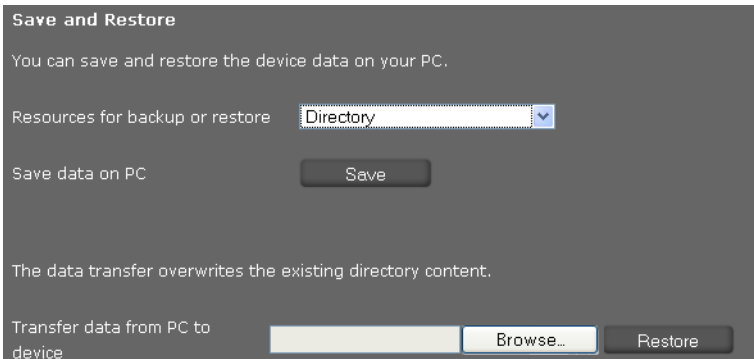 Save and Restore
You can save and restore the device data on your PC.
Resources for backup or restore Directory
Save data on PC Save
The data transfer overwrites the existing directory content.
Transfer data from PC to
device Browse... Restore